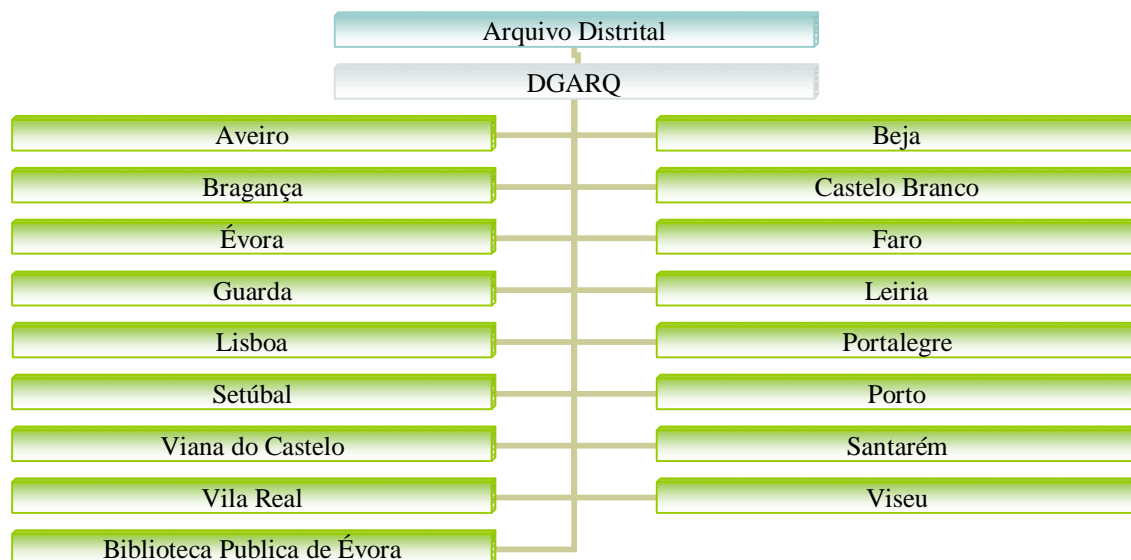 Arquivo Distrital
DGARQ
Aveiro
Beja
Bragança
Castelo Branco
Évora
Faro
Guarda
Leiria
Lisboa
Portalegre
Setúbal
Porto
Viana do Castelo
Santarém
Vila Real
Viseu
Biblioteca Publica de Évora